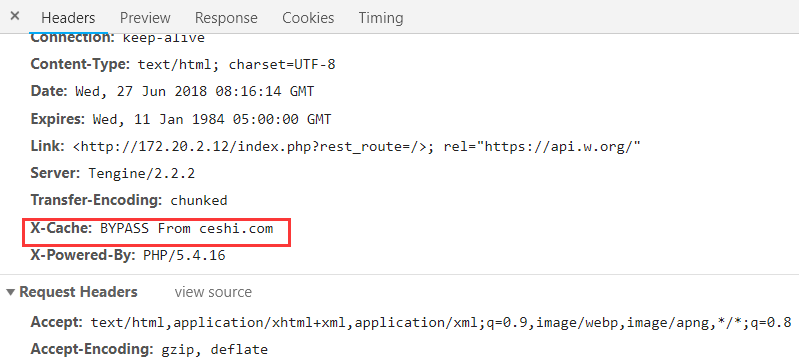 × Headers Preview Response Cookies Timing
Connection: keep-alive
Content-Type: text/html; charset=UTF-8
Date: Wed, 27 Jun 2018 08:16:14 GMT
Expires: Wed, 11 Jan 1984 05:00:00 GMT
Link: <http://172.20.2.12/index.php?rest_route=/>; rel="https://api.w.org/"
Server: Tengine/2.2.2
Transfer-Encoding: chunked
X-Cache: BYPASS From ceshi.com
X-Powered-By: PHP/5.4.16
▼ Request Headers view source
Accept: text/html,application/xhtml+xml,application/xml;q=0.9,image/webp,image/apng,*/*;q=0.8
Accept-Encoding: gzip, deflate